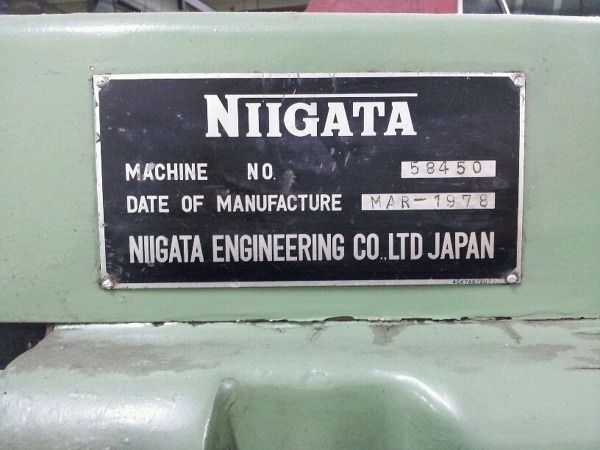 NIIGATA
MACHINE NO. 58450
DATE OF MANUFACTURE MAR-1978
NIIGATA ENGINEERING CO.,LTD JAPAN